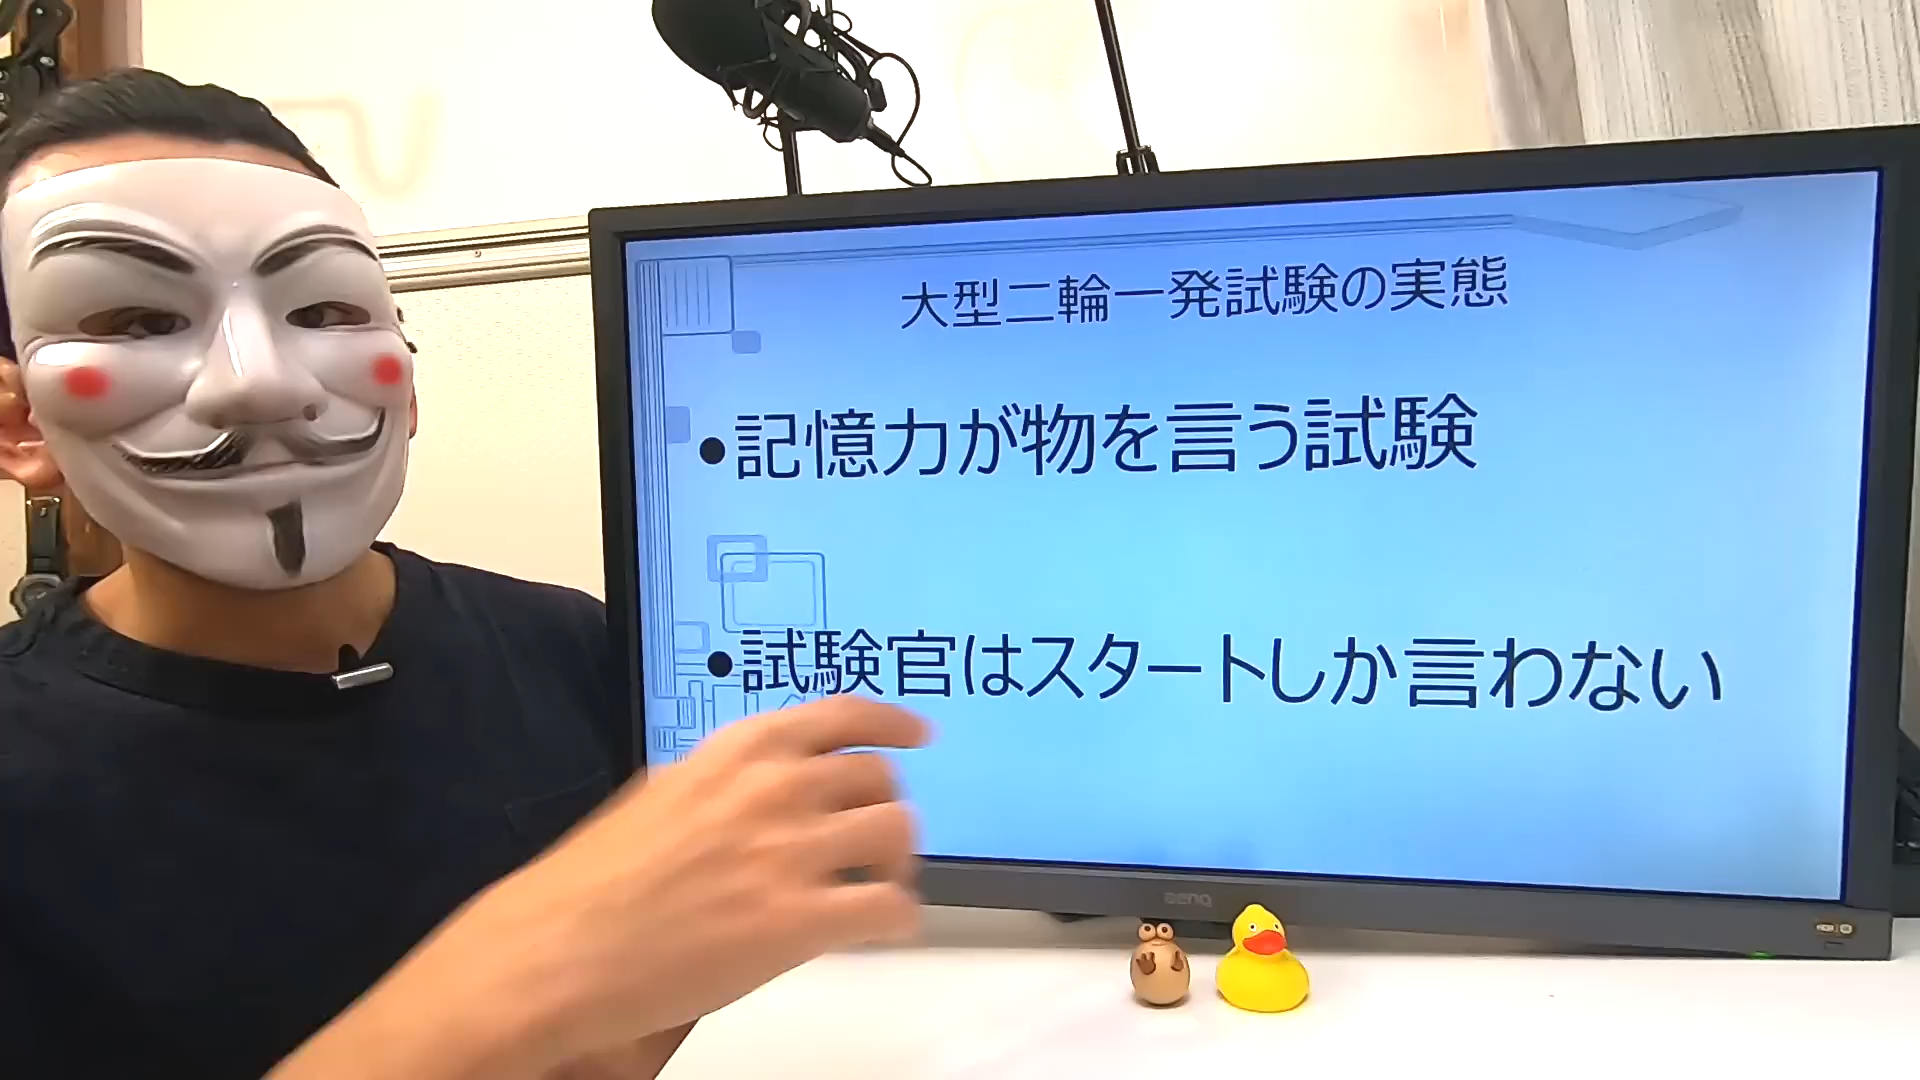 大型二輪一発試験の実態
•記憶力が物を言う試験
•試験官はスタートしか言わない
BenQ